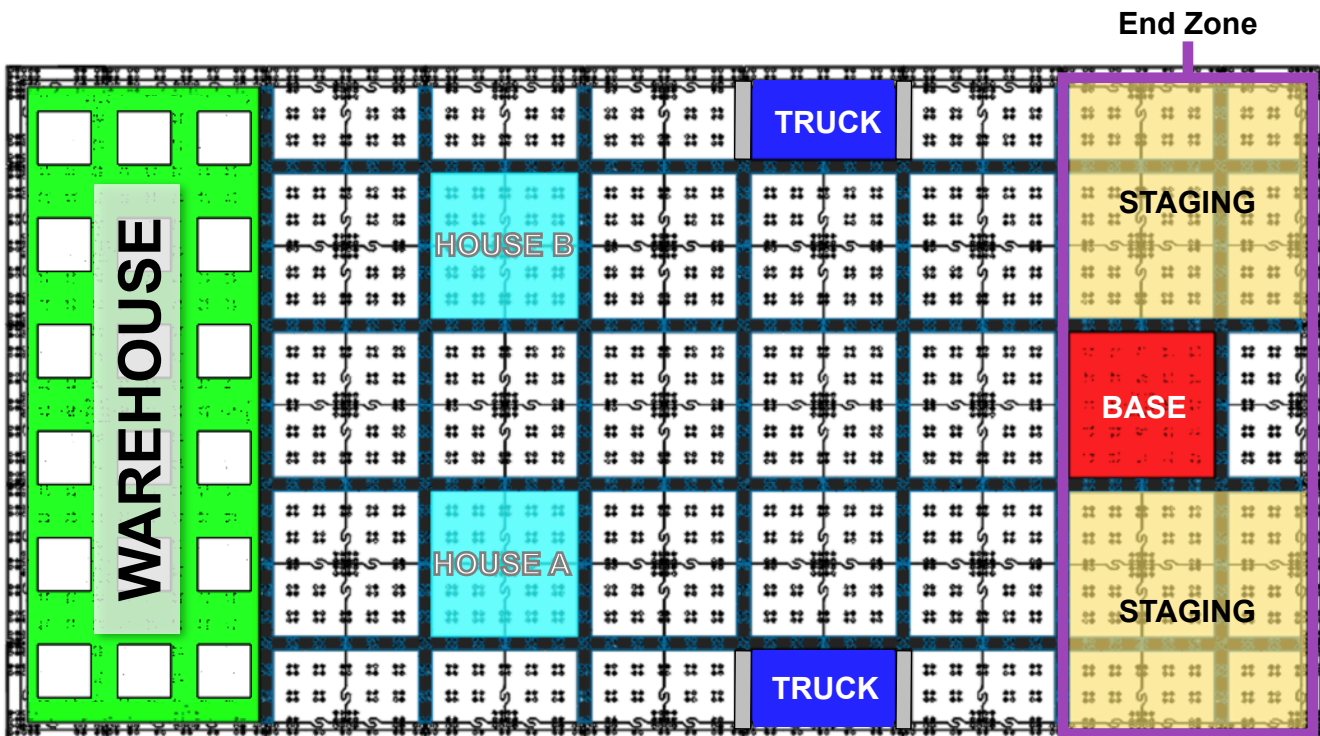 End Zone
TRUCK
STAGING
HOUSE B
WAREHOUSE
BASE
HOUSE A
STAGING
TRUCK